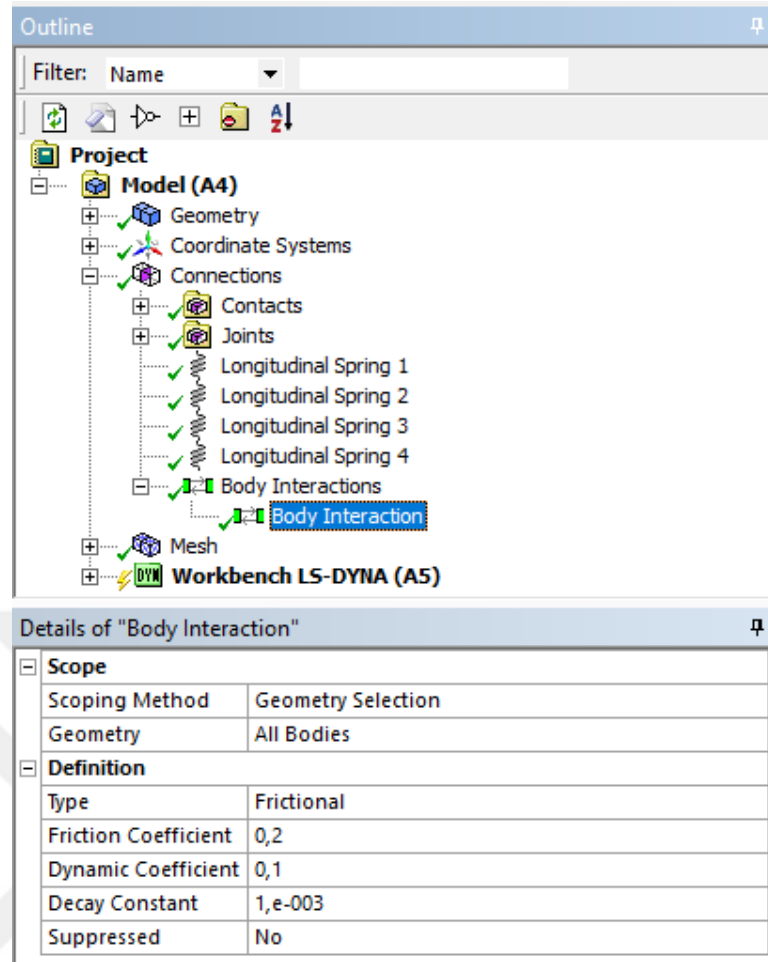 Outline
Filter: Name
A
Z
Project
Model (A4)
Geometry
Coordinate Systems
Connections
Contacts
Joints
Longitudinal Spring 1
Longitudinal Spring 2
Longitudinal Spring 3
Longitudinal Spring 4
Body Interactions
Body Interaction
Mesh
DYN Workbench LS-DYNA (A5)
Details of "Body Interaction"
Scope
Scoping Method Geometry Selection
Geometry All Bodies
Definition
Type Frictional
Friction Coefficient 0,2
Dynamic Coefficient 0,1
Decay Constant 1,e-003
Suppressed No